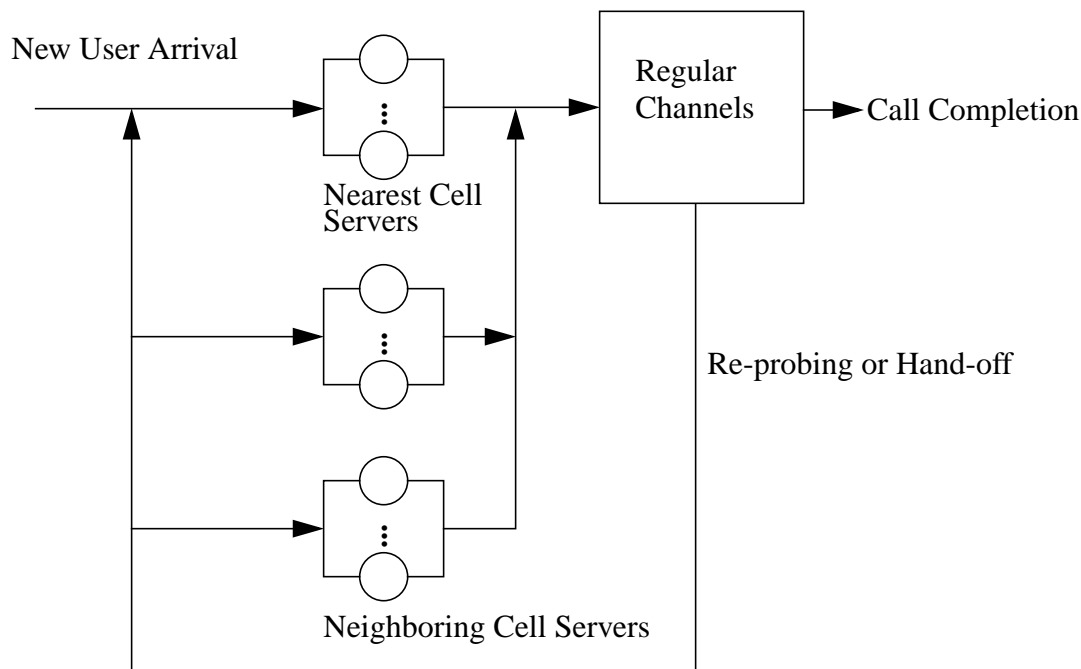 New User Arrival
Regular
Channels
Call Completion
Nearest Cell
Servers
Re-probing or Hand-off
Neighboring Cell Servers